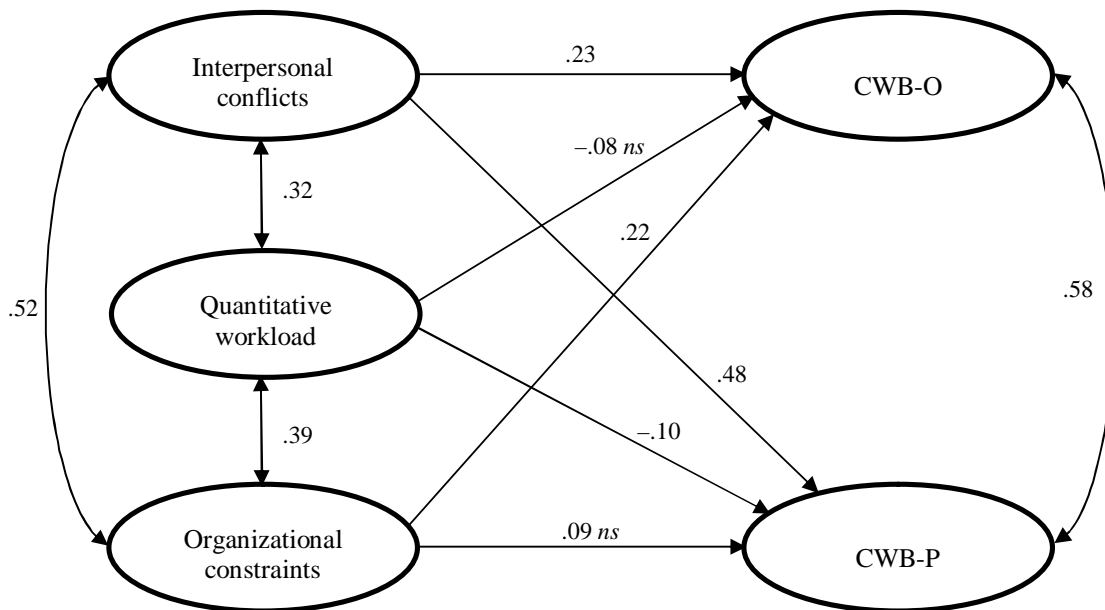 Interpersonal
conflicts
.23
CWB-O
–.08 ns
.32
.22
.52
Quantitative
workload
.58
.48
.39
–.10
Organizational
constraints
.09 ns
CWB-P